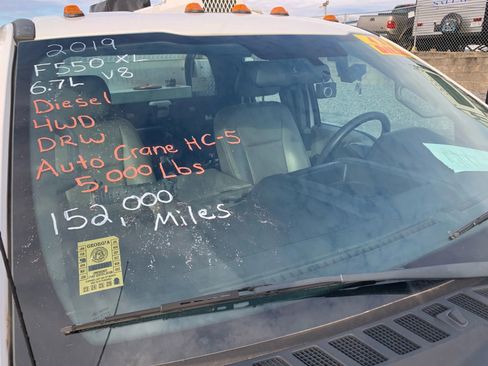 2019
F550 XL
6.7L V8
Diesel
4WD
DRW
Auto Crane HC-5
5,000 Lbs
152,000 Miles
GEORGIA